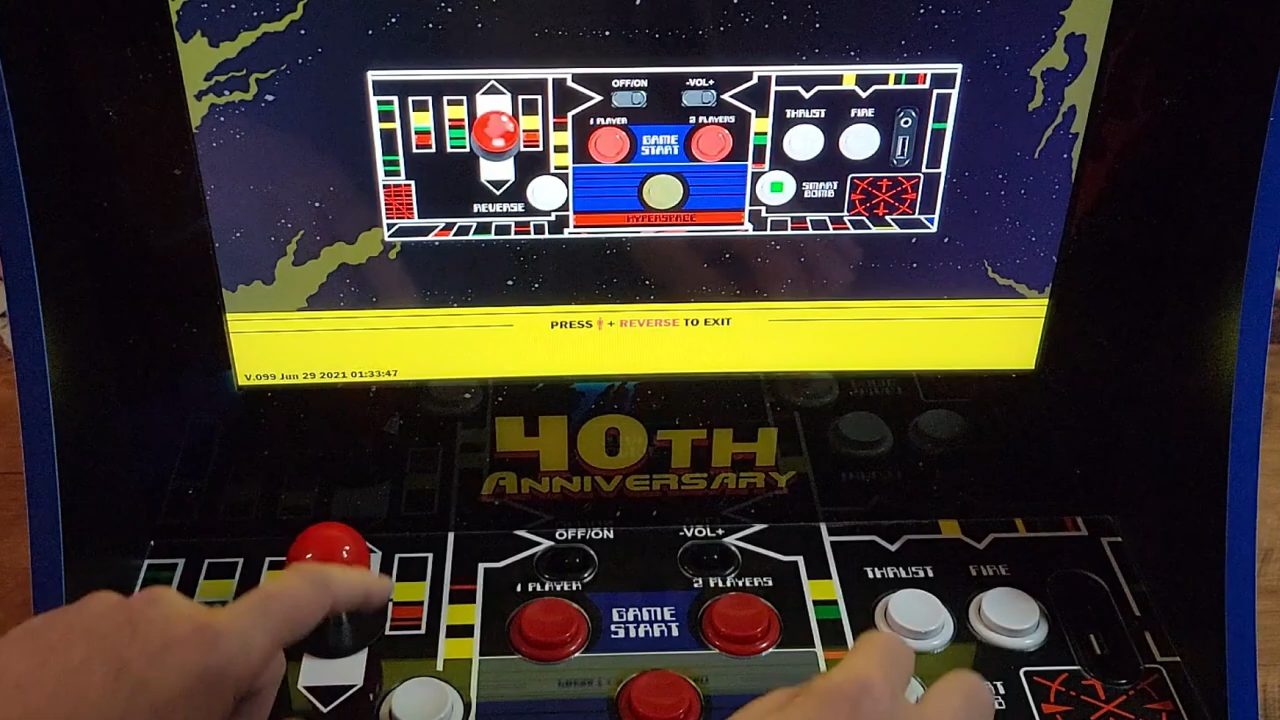 OFF/ON
-VOL+
1 PLAYER
2 PLAYERS
THRUST
FIRE
GAME
START
REVERSE
SMART
BOMB
HYPERSPACE
PRESS + REVERSE TO EXIT
V.099 Jun 29 2021 01:33:47
40TH
ANNIVERSARY
OFF/ON
-VOL+
1 PLAYER
2 PLAYERS
THRUST
FIRE
GAME
START